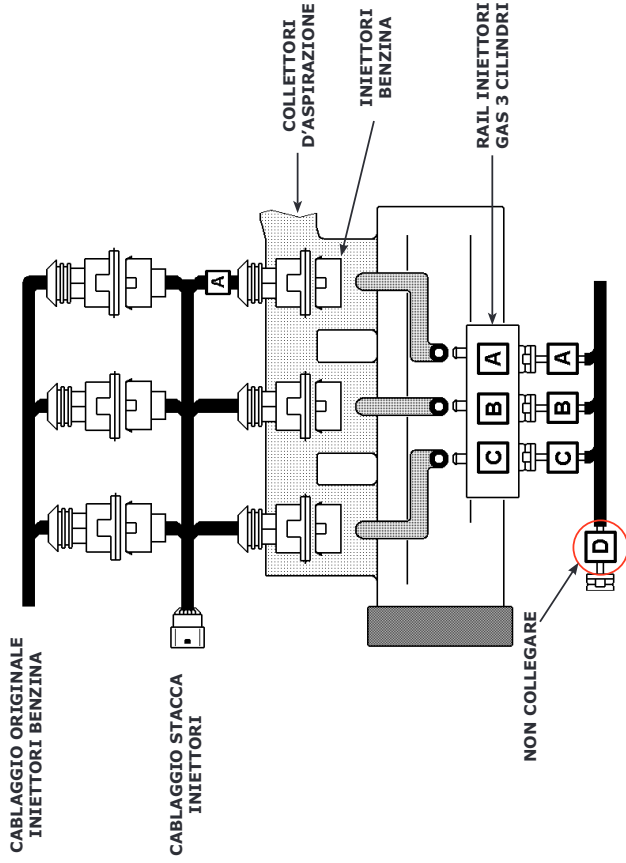 CABLAGGIO ORIGINALE
INIETTORI BENZINA
CABLAGGIO STACCA
INIETTORI
COLLETTORI
D'ASPIRAZIONE
INIETTORI
BENZINA
RAIL INIETTORI
GAS 3 CILINDRI
NON COLLEGARE
A
C
B
A
C
B
A
D